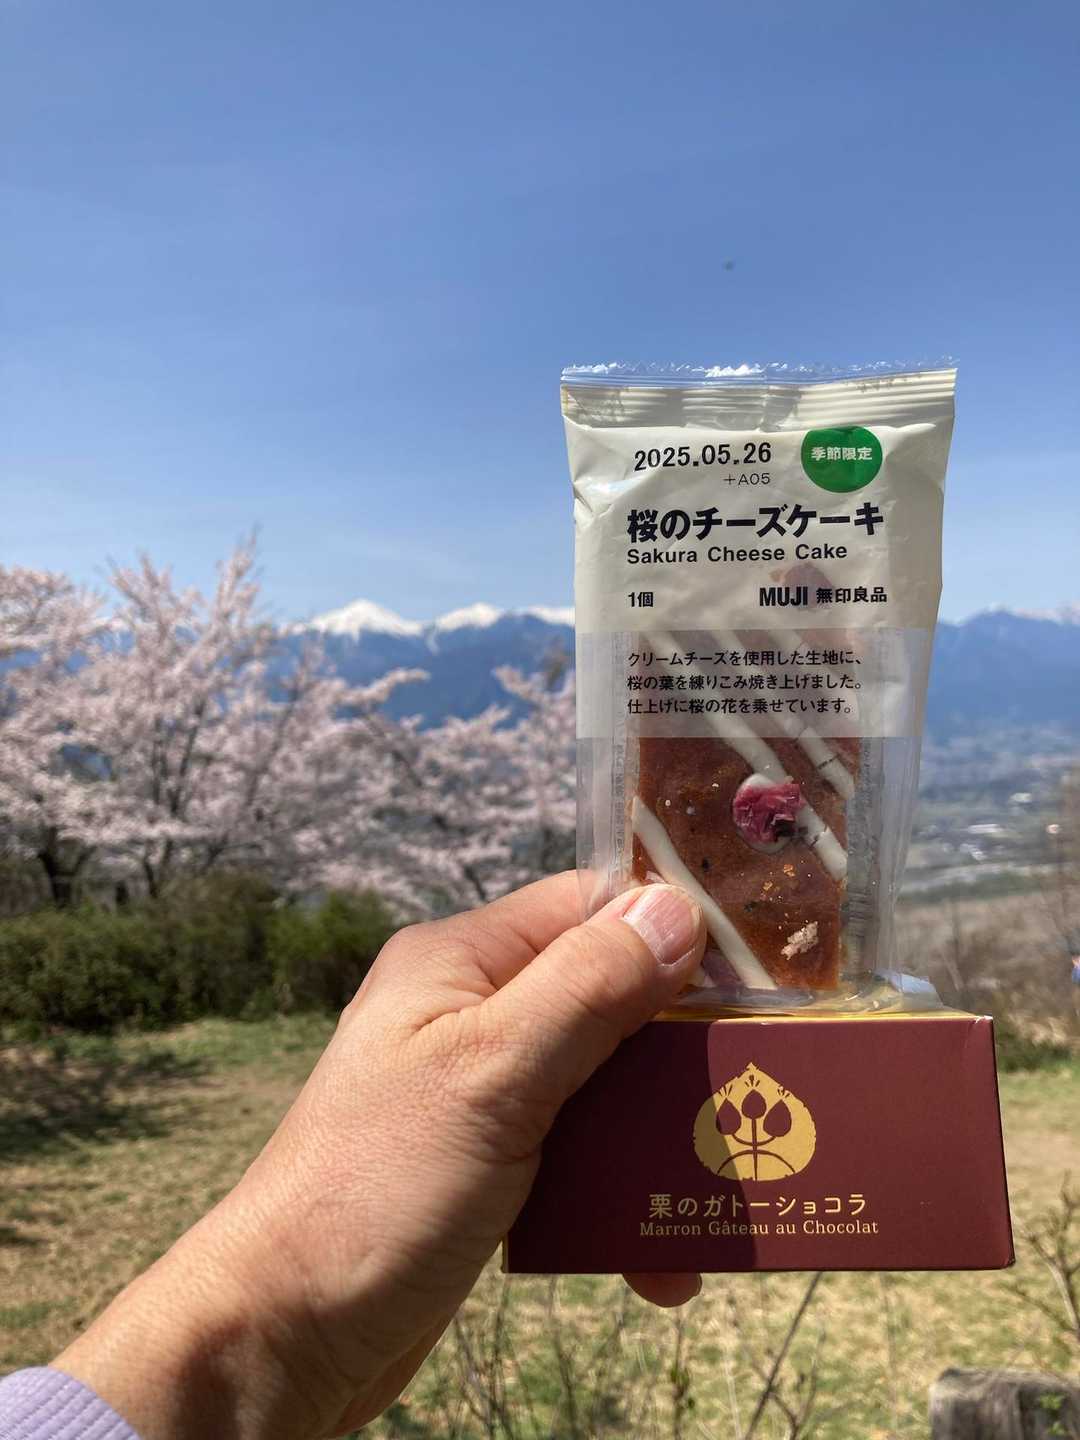 2025.05.26
+A05
季節限定
桜のチーズケーキ
Sakura Cheese Cake
1個
MUJI 無印良品
クリームチーズを使用した生地に、
桜の葉を練りこみ焼き上げました。
仕上げに桜の花を乗せています。
栗のガトーショコラ
Marron Gâteau au Chocolat